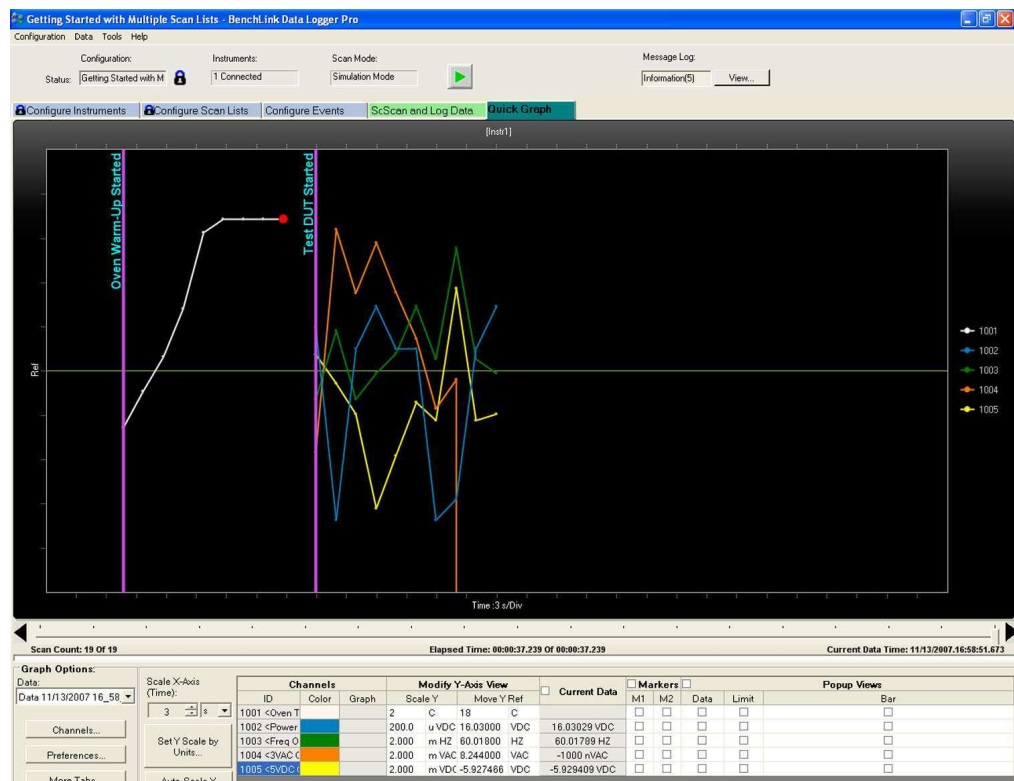 Getting Started with Multiple Scan Lists - BenchLink Data Logger Pro
Configuration Data Tools Help
Configuration: Instruments: Scan Mode: Message Log:
Status: Getting Started with M 1 Connected Simulation Mode Information(5) View...
Configure Instruments Configure Scan Lists Configure Events ScScan and Log Data Quick Graph
[Instr1]
Oven Warm-Up Started
Test DUT Started
Ref
1001
1002
1003
1004
1005
Time :3 s/Div
Scan Count: 19 Of 19 Elapsed Time: 00:00:37.239 Of 00:00:37.239 Current Data Time: 11/13/2007.16:58:51.673
Graph Options:
Data:
Data 11/13/2007 16_58_
Channels...
Preferences...
More Tabs
Scale X-Axis
(Time):
3 s
Set Y Scale by
Units...
Auto Scale Y
Channels Modify Y-Axis View Current Data Markers Popup Views
ID Color Graph Scale Y Move Y Ref M1 M2 Data Limit Bar
1001 <Oven T 2 C 18 C
1002 <Power 200.0 u VDC 16.03000 VDC 16.03029 VDC
1003 <Freq O 2.000 m HZ 60.01800 HZ 60.01789 HZ
1004 <3VAC ( 2.000 m VAC 8.244000 VAC -1000 nVAC
1005 <5VDC ( 2.000 m VDC -5.927466 VDC -5.929409 VDC